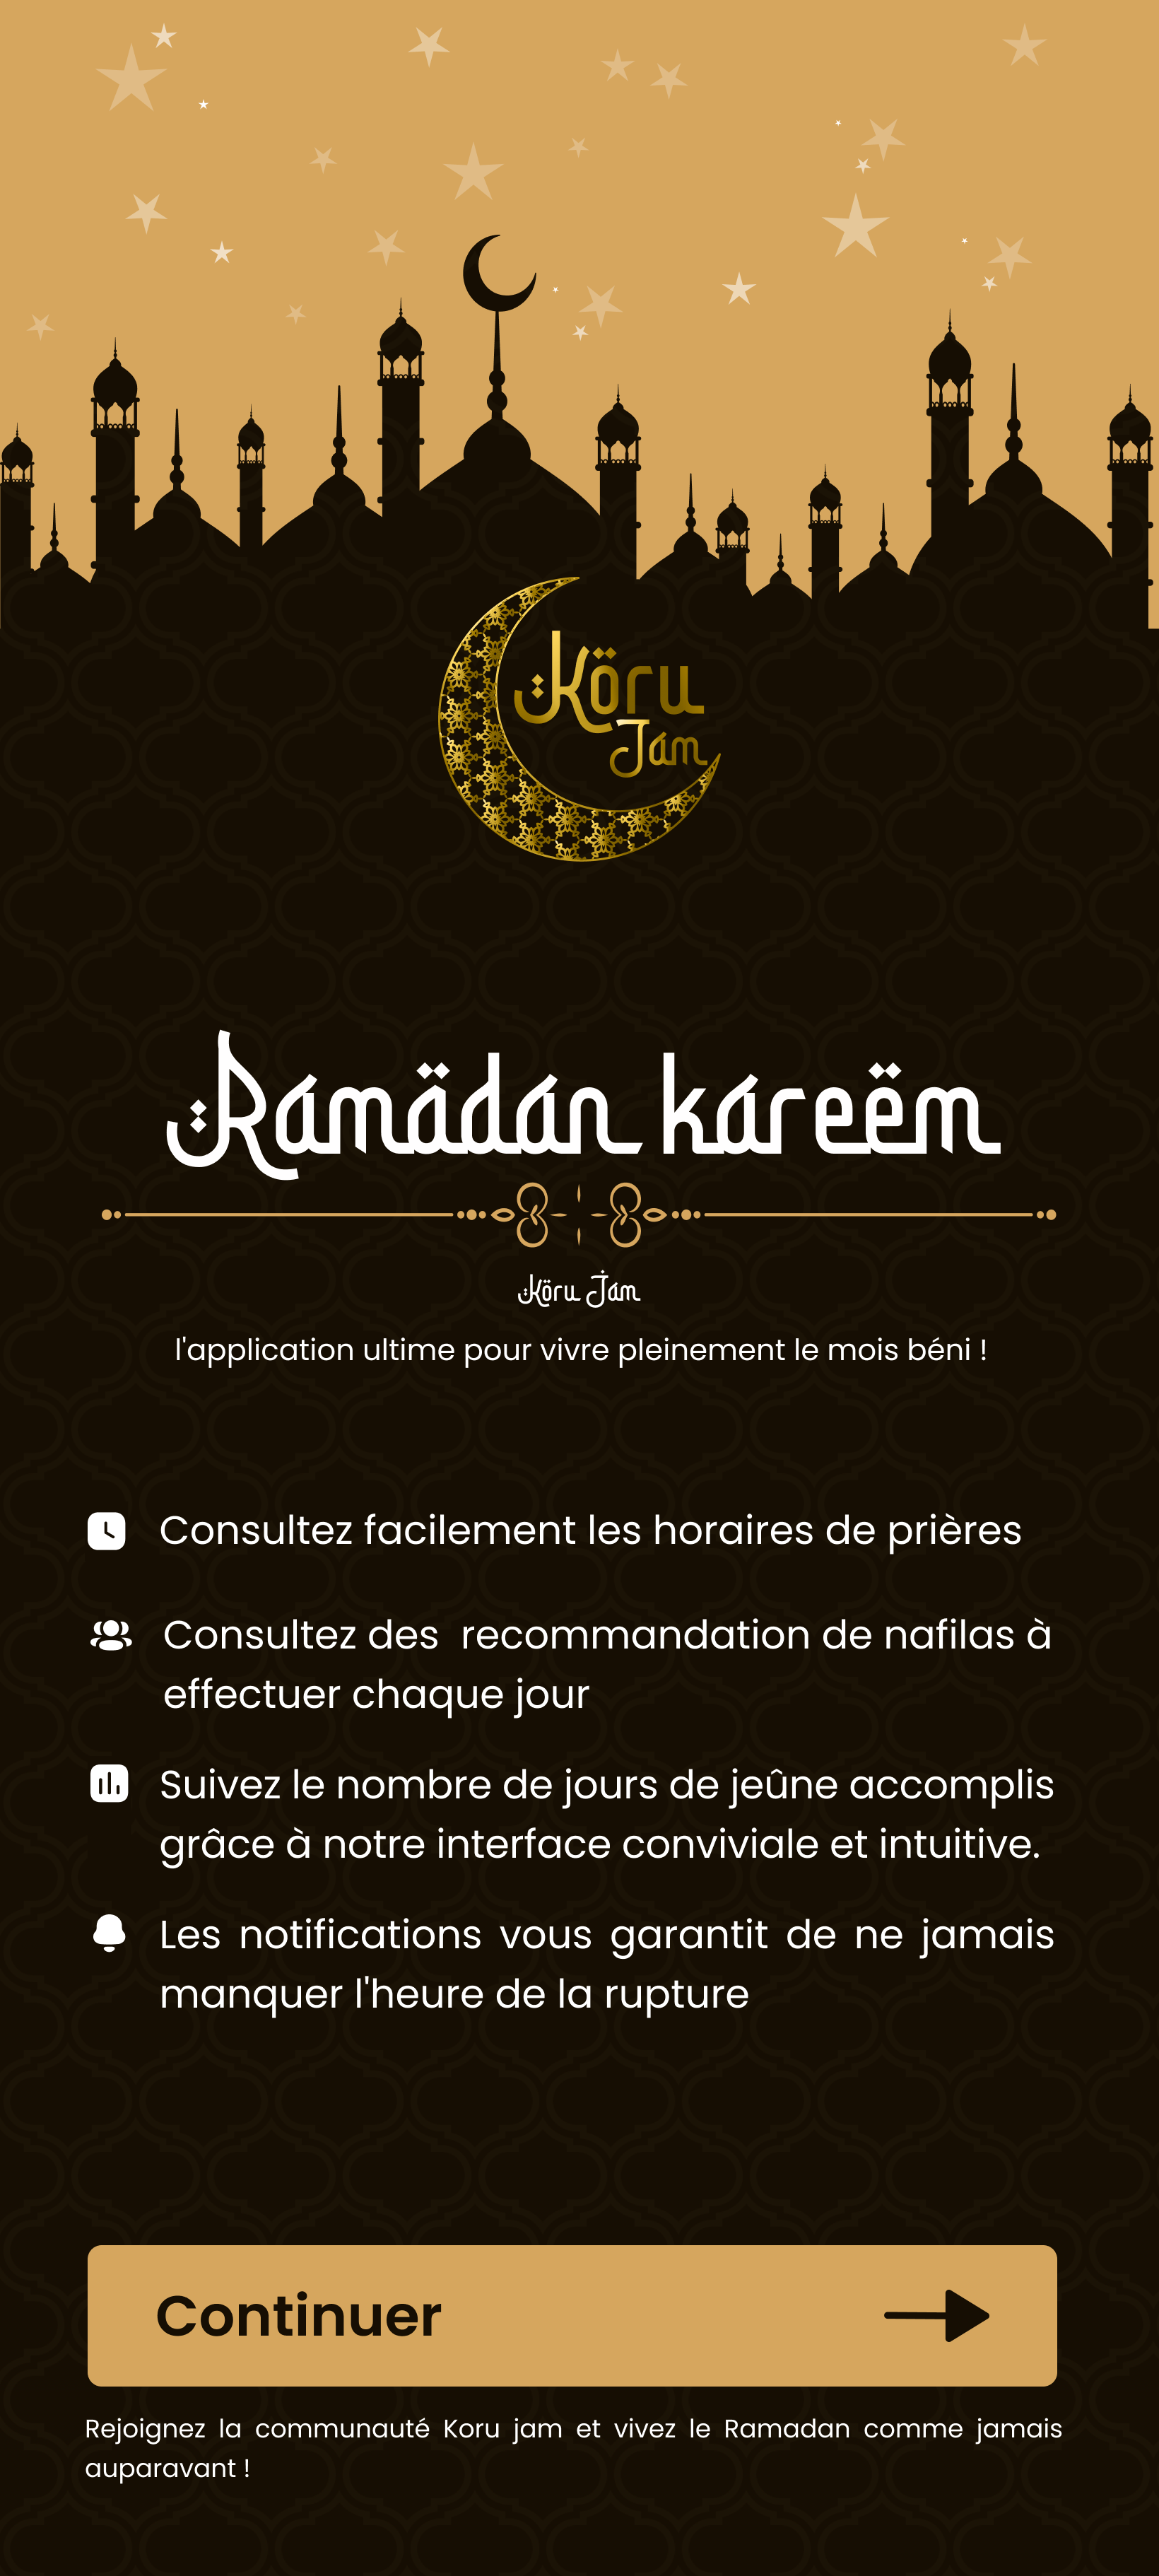 Köru
Jam
Ramädan kareëm
Köru Jam
l'application ultime pour vivre pleinement le mois béni !
Consultez facilement les horaires de prières
Consultez des  recommandation de nafilas à
effectuer chaque jour
Suivez le nombre de jours de jeûne accomplis
grâce à notre interface conviviale et intuitive.
Les notifications vous garantit de ne jamais
manquer l'heure de la rupture
Continuer
Rejoignez la communauté Koru jam et vivez le Ramadan comme jamais
auparavant !